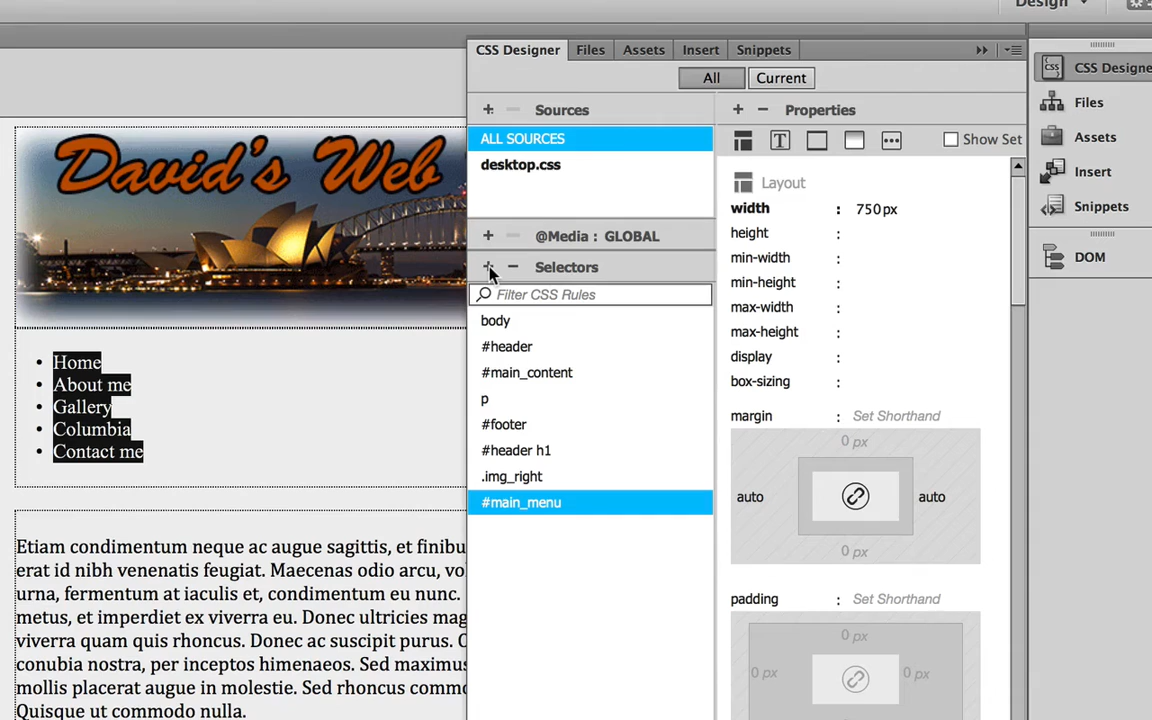 Design
CSS Designer
Files
Assets
Insert
Snippets
All
Current
CSS Designe
Sources
Properties
Files
ALL SOURCES
Show Set
Assets
desktop.css
David's Web
Layout
Insert
width : 750 px
Snippets
height :
@Media : GLOBAL
min-width :
DOM
Selectors
min-height :
Filter CSS Rules
max-width :
body
max-height :
#header
display :
Home
#main_content
box-sizing :
About me
p
margin : Set Shorthand
Gallery
#footer
0 px
Columbia
#header h1
Contact me
.img_right
auto
auto
#main_menu
0 px
Etiam condimentum neque ac augue sagittis, et finibu
erat id nibh venenatis feugiat. Maecenas odio arcu, vo
urna, fermentum at iaculis et, condimentum eu nunc.
padding : Set Shorthand
metus, et imperdiet ex viverra eu. Donec ultricies mag
0 px
viverra quam quis rhoncus. Donec ac suscipit purus. C
conubia nostra, per inceptos himenaeos. Sed maximus
0 px
0 px
mollis placerat augue in molestie. Sed rhoncus commo
Quisque ut commodo nulla.